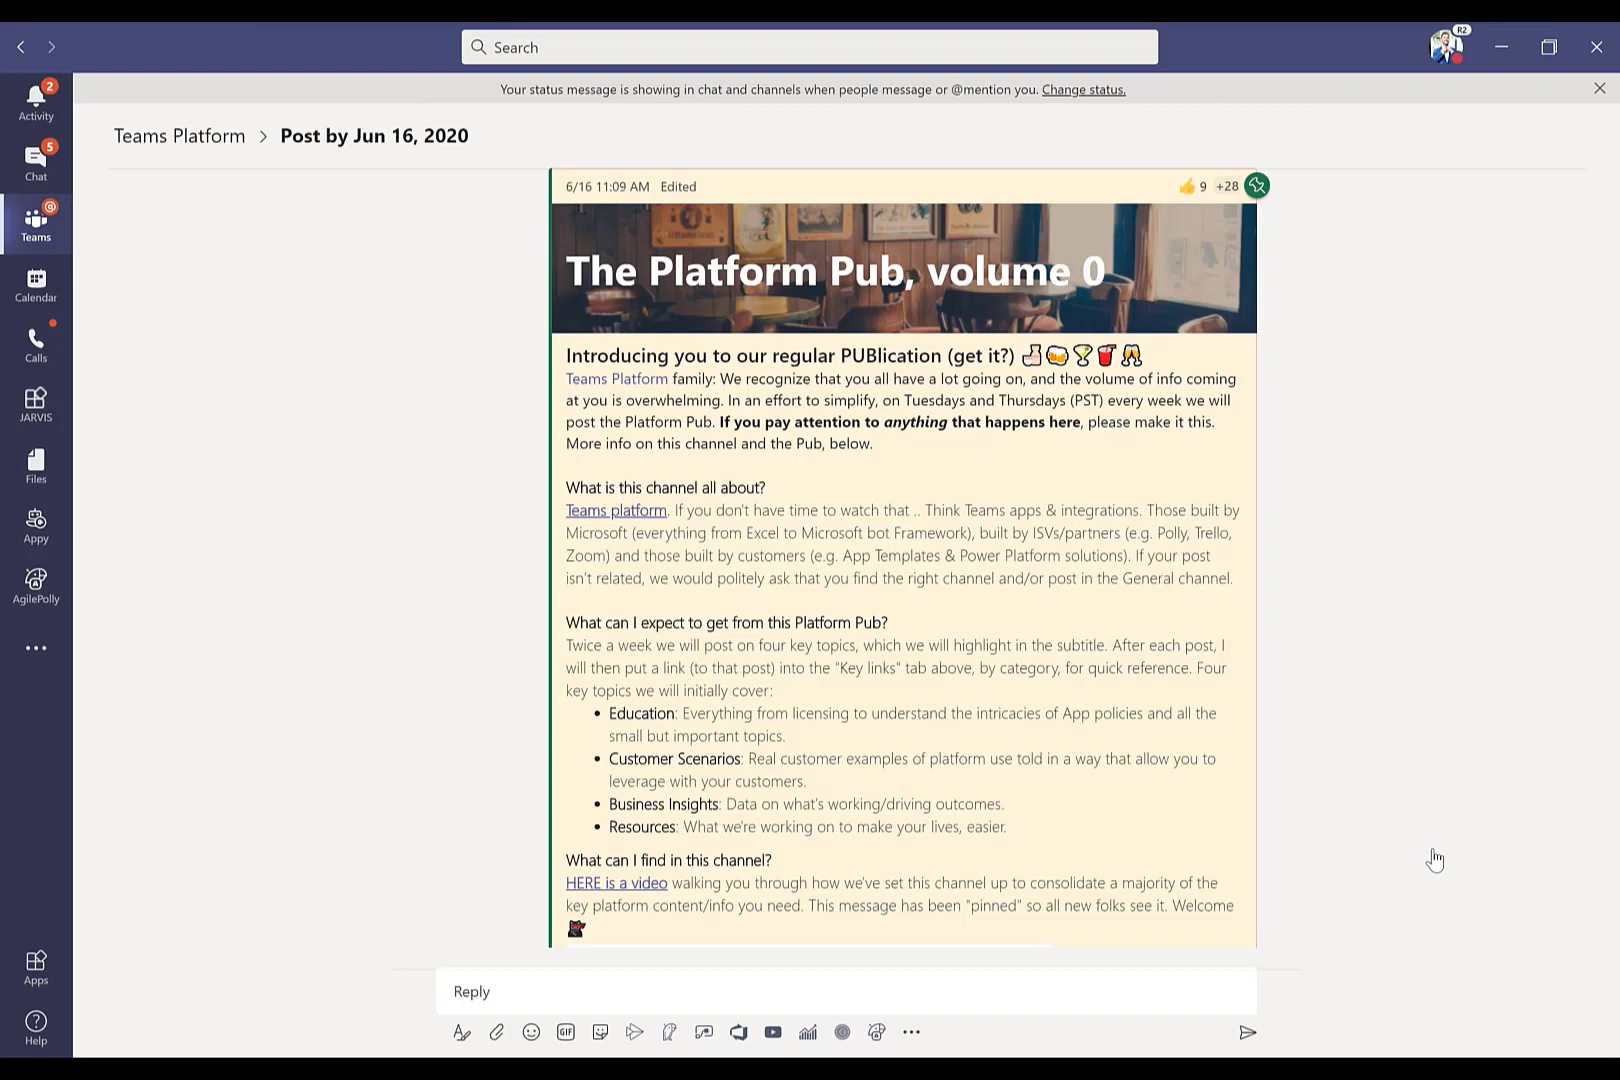 Search
R2
Your status message is showing in chat and channels when people message or @mention you. Change status.
2
Activity
5
Chat
@
Teams
Calendar
Calls
JARVIS
Files
Appy
AgilePolly
Apps
Help
Teams Platform > Post by Jun 16, 2020
6/16 11:09 AM Edited
9 +28
The Platform Pub, volume 0
Introducing you to our regular PUBlication (get it?)
Teams Platform family: We recognize that you all have a lot going on, and the volume of info coming
at you is overwhelming. In an effort to simplify, on Tuesdays and Thursdays (PST) every week we will
post the Platform Pub. If you pay attention to anything that happens here, please make it this.
More info on this channel and the Pub, below.
What is this channel all about?
Teams platform. If you don't have time to watch that .. Think Teams apps & integrations. Those built by
Microsoft (everything from Excel to Microsoft bot Framework), built by ISVs/partners (e.g. Polly, Trello,
Zoom) and those built by customers (e.g. App Templates & Power Platform solutions). If your post
isn't related, we would politely ask that you find the right channel and/or post in the General channel.
What can I expect to get from this Platform Pub?
Twice a week we will post on four key topics, which we will highlight in the subtitle. After each post, I
will then put a link (to that post) into the "Key links" tab above, by category, for quick reference. Four
key topics we will initially cover:
• Education: Everything from licensing to understand the intricacies of App policies and all the
small but important topics.
• Customer Scenarios: Real customer examples of platform use told in a way that allow you to
leverage with your customers.
• Business Insights: Data on what's working/driving outcomes.
• Resources: What we're working on to make your lives, easier.
What can I find in this channel?
HERE is a video walking you through how we've set this channel up to consolidate a majority of the
key platform content/info you need. This message has been "pinned" so all new folks see it. Welcome
Reply
GIF